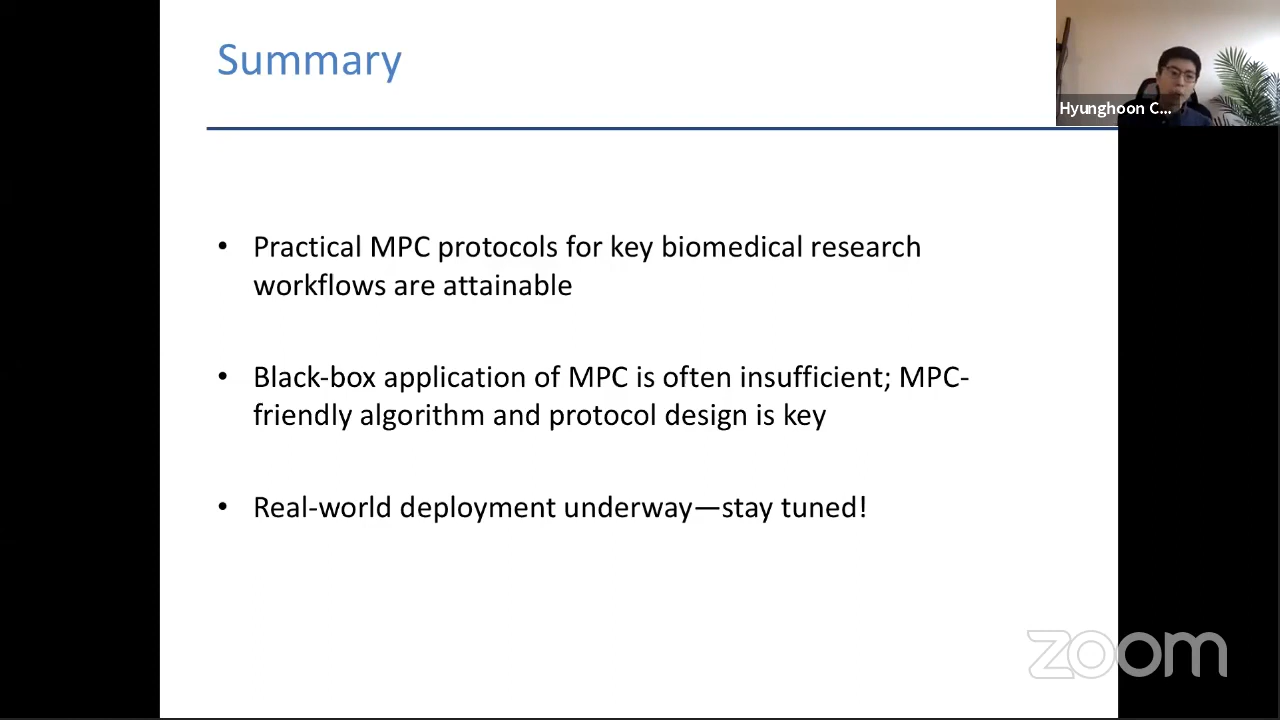 Summary
Hyunghoon C...
• Practical MPC protocols for key biomedical research
workflows are attainable
• Black-box application of MPC is often insufficient; MPC-
friendly algorithm and protocol design is key
• Real-world deployment underway—stay tuned!
zoom